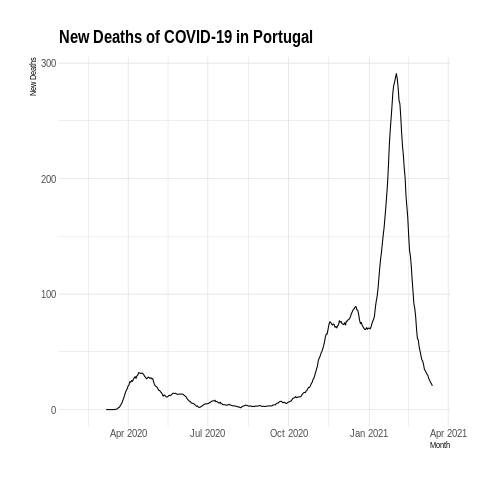 New Deaths of COVID-19 in Portugal
New Deaths
300
200
100
0
Apr 2020 Jul 2020 Oct 2020 Jan 2021 Apr 2021
Month